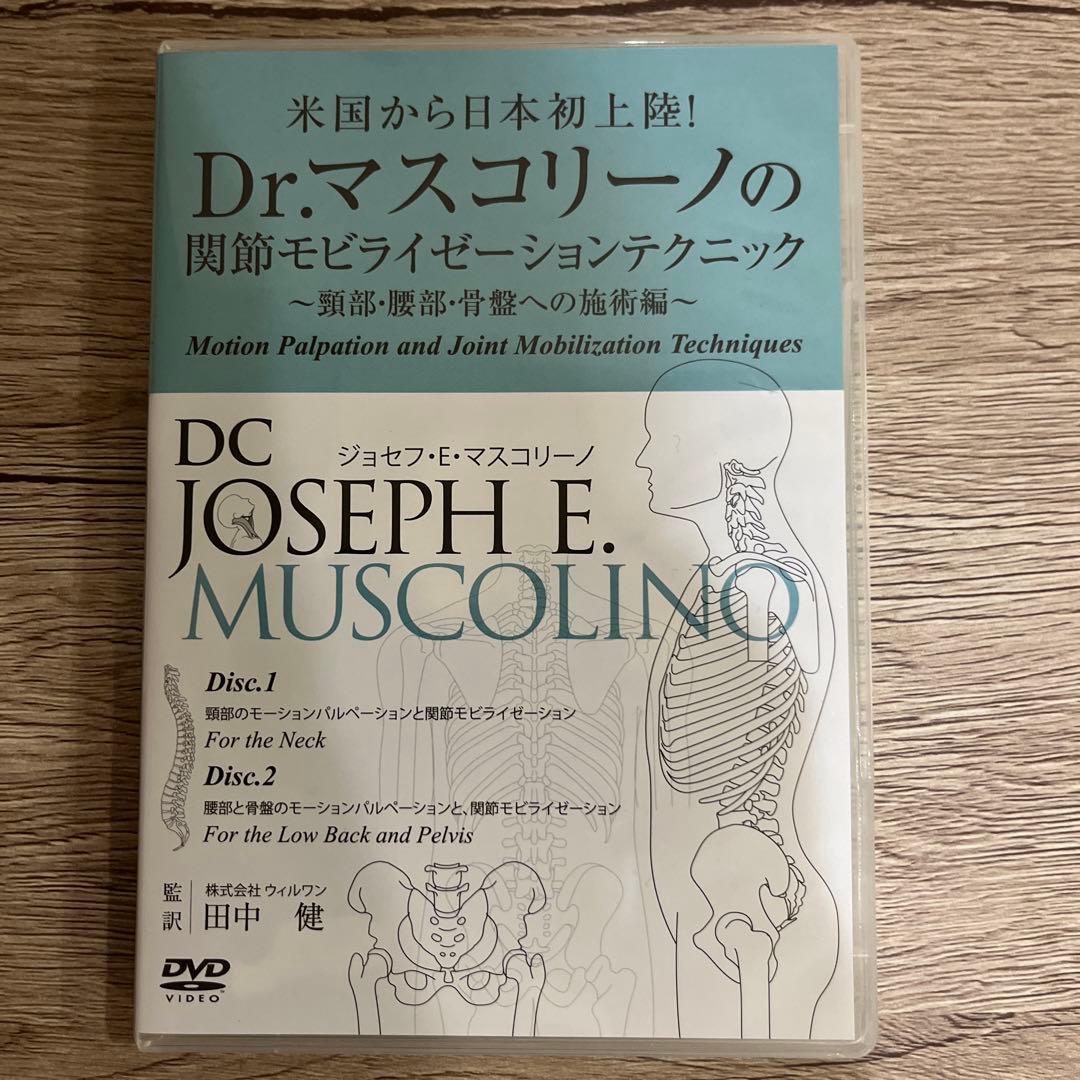 米国から日本初上陸!
Dr.マスコリーノの
関節モビライゼーションテクニック
～頸部・腰部・骨盤への施術編～
Motion Palpation and Joint Mobilization Techniques
DC
ジョセフ・E・マスコリーノ
JOSEPH E.
MUSCOLINO
Disc.1
頸部のモーションパルペーションと関節モビライゼーション
For the Neck
Disc.2
腰部と骨盤のモーションパルペーションと、関節モビライゼーション
For the Low Back and Pelvis
監訳
株式会社 ウィルワン
田中 健
DVD
VIDEO
TM